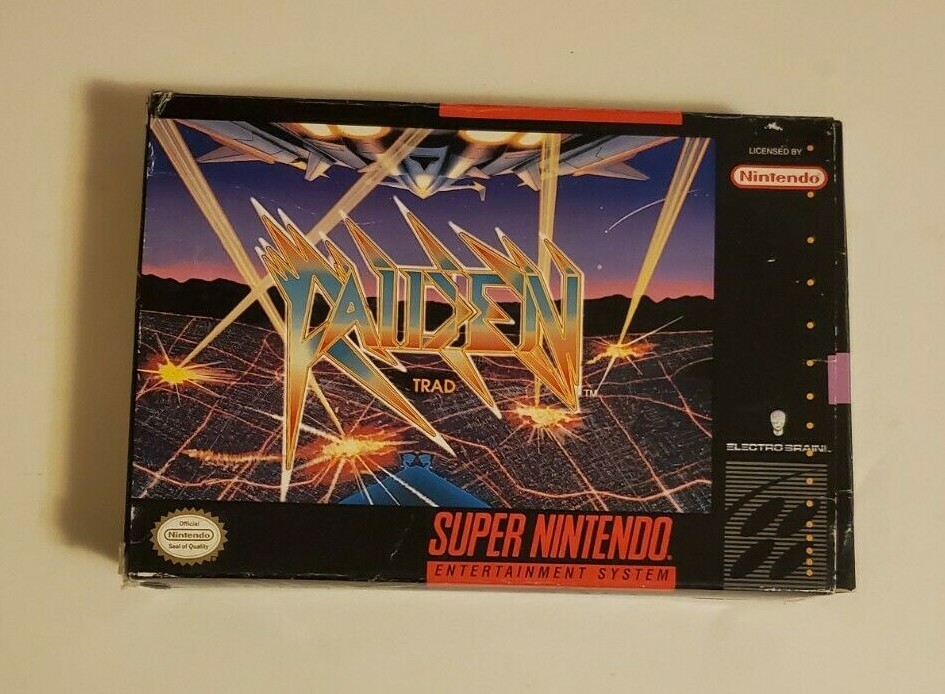 LICENSED BY
Nintendo
RAIDEN
TRAD
TM
ELECTRO BRAIN
Official
Nintendo
Seal of Quality
SUPER NINTENDO
ENTERTAINMENT SYSTEM